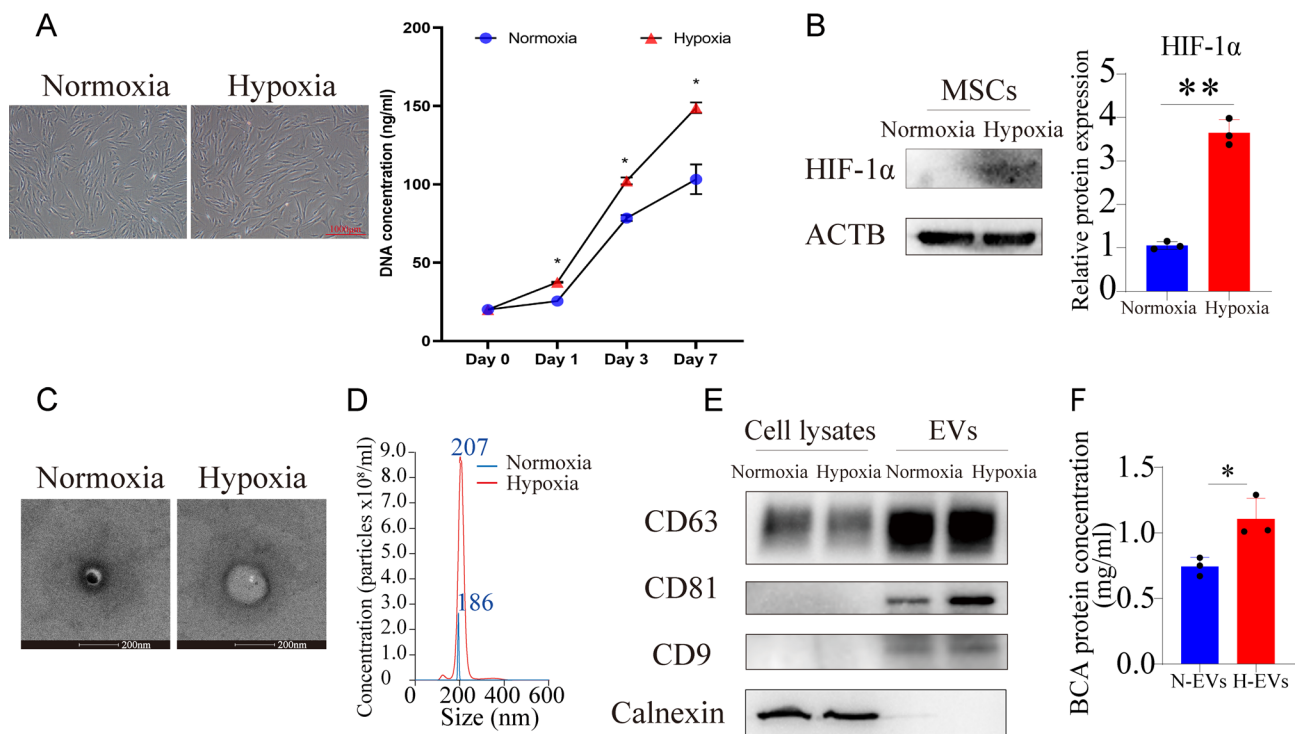 A
Normoxia
Hypoxia
1000μm
DNA concentration (ng/ml)
200
150
100
50
0
Normoxia
Hypoxia
*
*
*
Day 0
Day 1
Day 3
Day 7
B
MSCs
Normoxia Hypoxia
HIF-1α
ACTB
HIF-1α
Relative protein expression
5
4
3
2
1
0
**
Normoxia
Hypoxia
C
Normoxia
Hypoxia
200nm
200nm
D
Concentration (particles x10⁸/ml)
9.0
8.0
7.0
6.0
5.0
4.0
3.0
2.0
1.0
0
207
186
Normoxia
Hypoxia
0
200
400
600
Size (nm)
E
Cell lysates
EVs
Normoxia Hypoxia Normoxia Hypoxia
CD63
CD81
CD9
Calnexin
F
BCA protein concentration
(mg/ml)
1.5
1.0
0.5
0.0
*
N-EVs
H-EVs